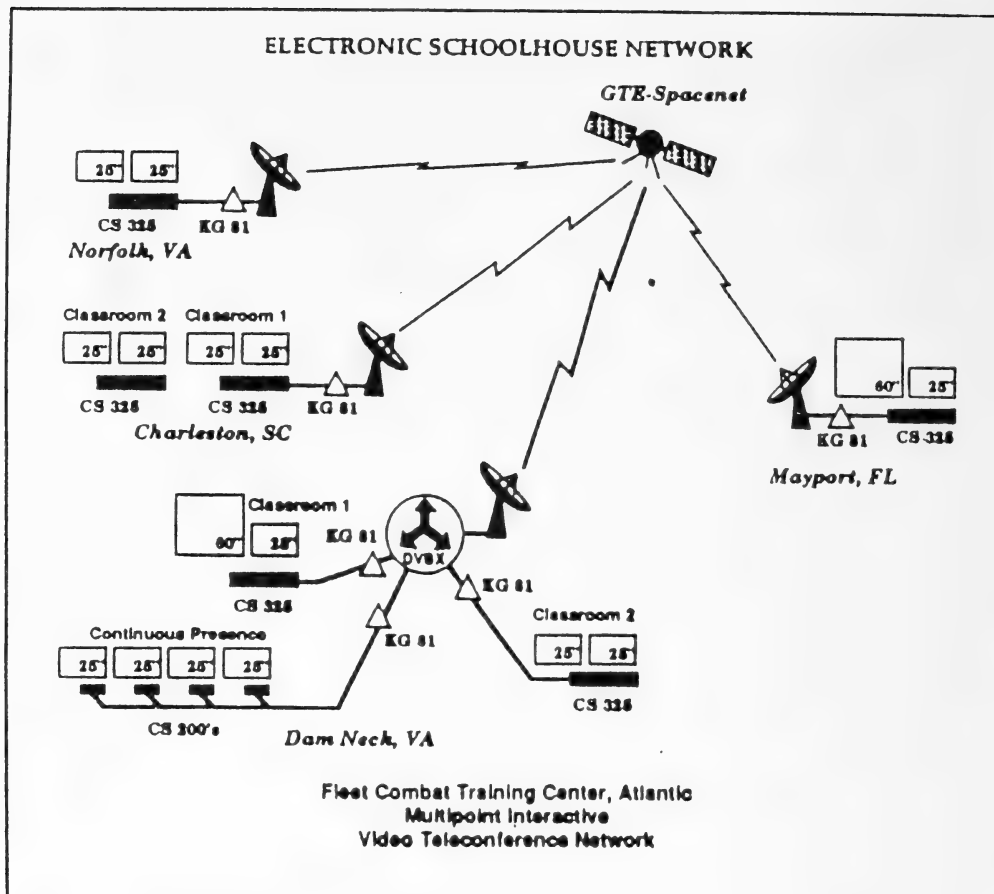 ELECTRONIC SCHOOLHOUSE NETWORK
GTE-Spacenet
25" 25"
CS 325 KG 81
Norfolk, VA
Classroom 2 Classroom 1
25" 25" 25" 25"
CS 325 CS 325 KG 81
Charleston, SC
60" 25"
KG 81 CS 325
Mayport, FL
Classroom 1
60" 25"
KG 81
DVBX
CS 325
KG 81
KG 81
Classroom 2
25" 25"
CS 325
Continuous Presence
25" 25" 25" 25"
CS 200's
Dam Neck, VA
Fleet Combat Training Center, Atlantic
Multipoint Interactive
Video Teleconference Network